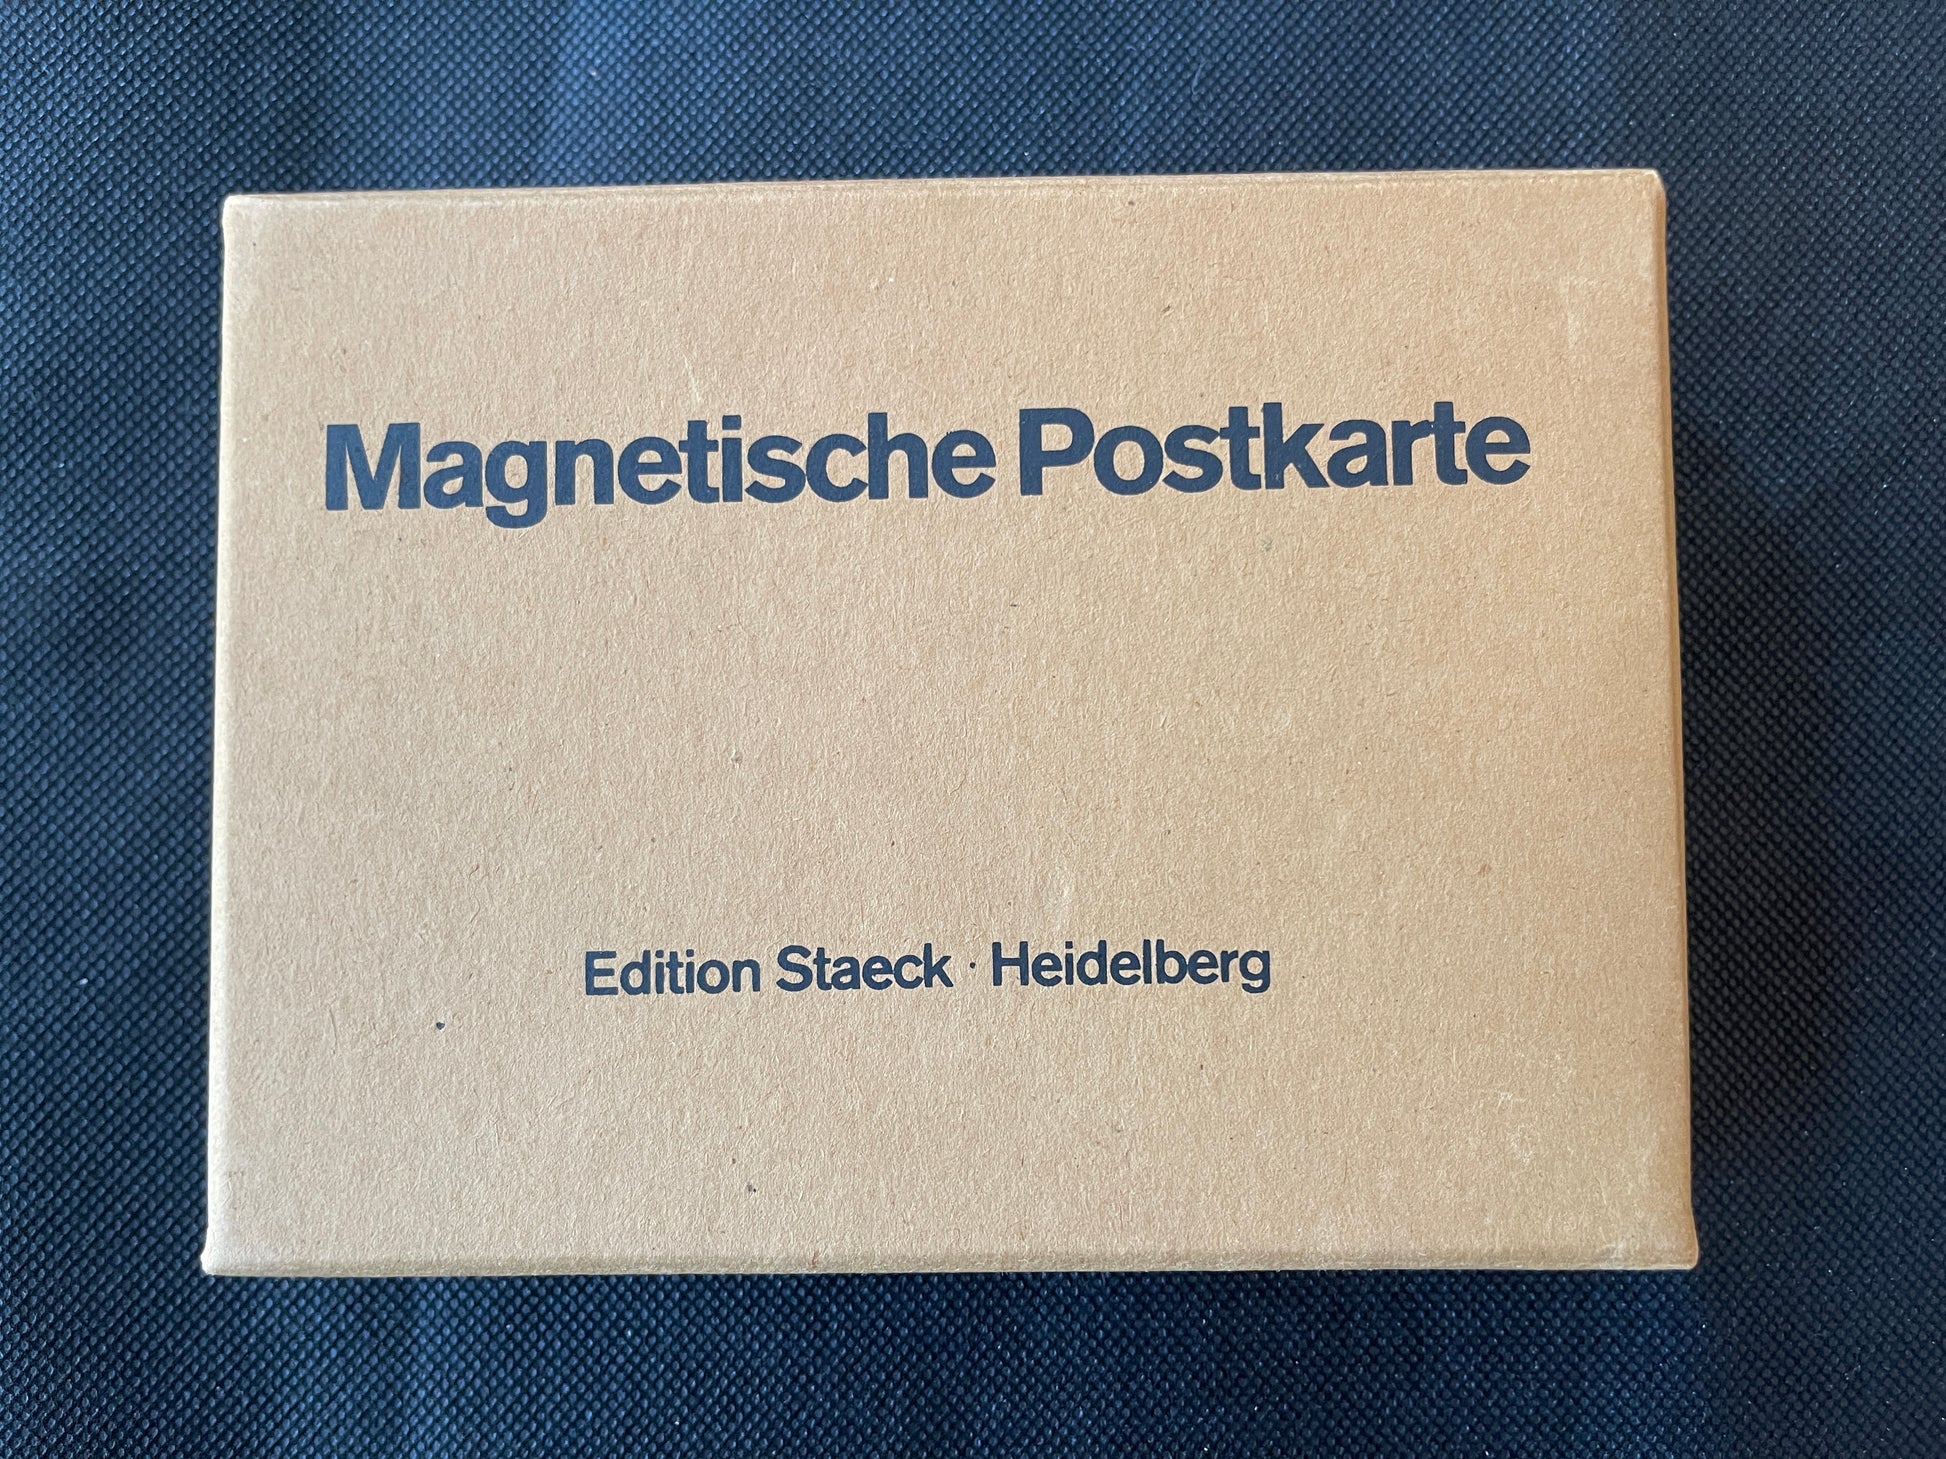 Magnetische Postkarte
Edition Staeck · Heidelberg